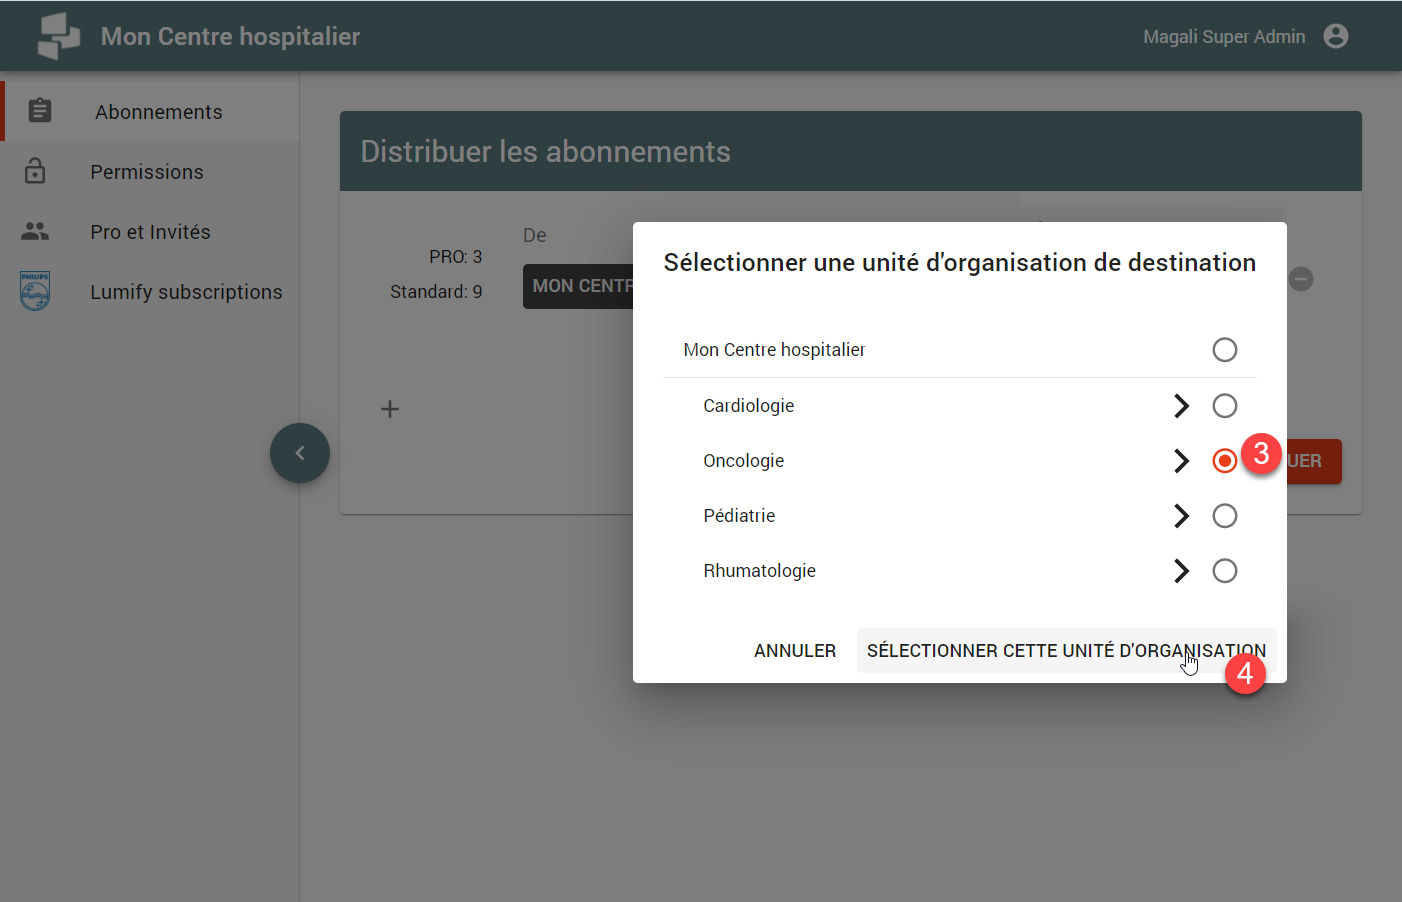 Mon Centre hospitalier
Magali Super Admin
Abonnements
Permissions
Pro et Invités
PHILIPS
Lumify subscriptions
Distribuer les abonnements
PRO: 3
Standard: 9
De
MON CENTR
Sélectionner une unité d'organisation de destination
Mon Centre hospitalier
Cardiologie
Oncologie
3
UER
Pédiatrie
Rhumatologie
ANNULER
SÉLECTIONNER CETTE UNITÉ D'ORGANISATION
4